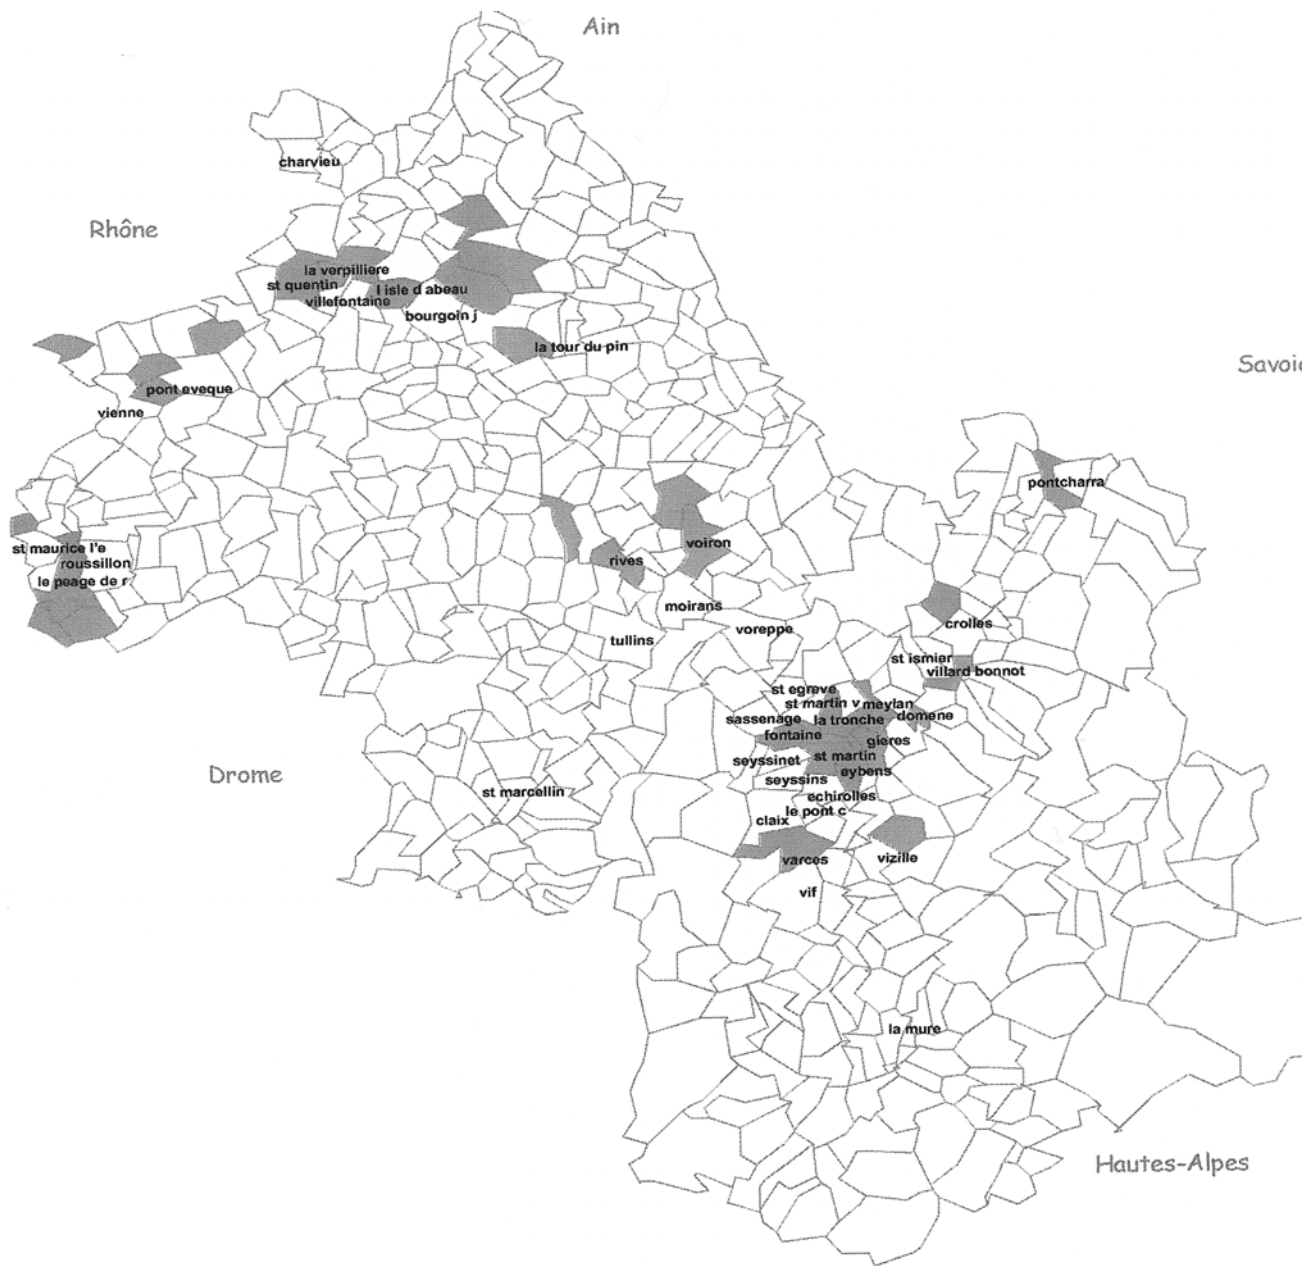 Ain
charvieu
Rhône
la verpilliere
st quentin
l isle d abeau
villefontaine
bourgoin j
la tour du pin
Savoie
pont eveque
vienne
pontcharra
voiron
st maurice l'e
roussillon
rives
le peage de r
moirans
crolles
voreppe
tullins
st ismier
villard bonnot
st egreve
st martin v
meylan
sassenage
la tronche
domene
fontaine
gieres
st martin
seyssinet
eybens
Drome
seyssins
st marcellin
echirolles
le pont c
claix
varces
vizille
vif
la mure
Hautes-Alpes